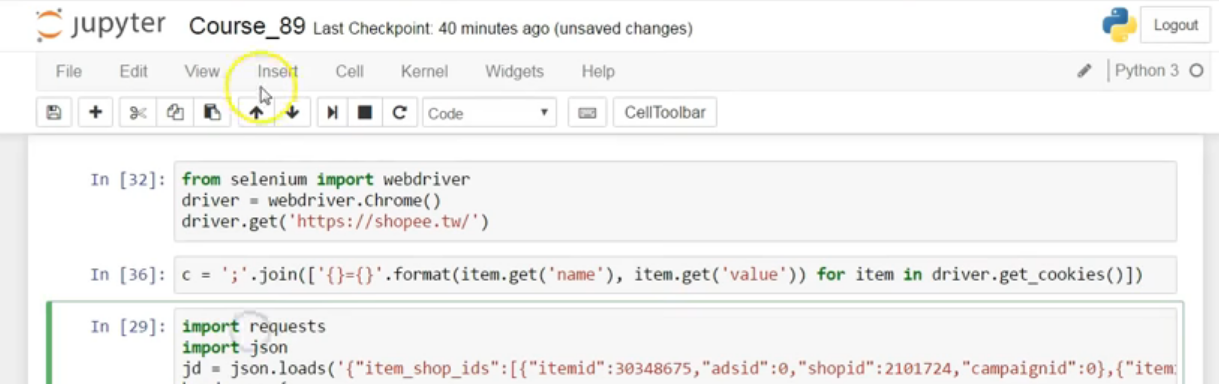 jupyter Course_89 Last Checkpoint: 40 minutes ago (unsaved changes) Logout
File Edit View Insert Cell Kernel Widgets Help Python 3
Code CellToolbar
In [32]: from selenium import webdriver
driver = webdriver.Chrome()
driver.get('https://shopee.tw/')
In [36]: c = ';'.join(['{}={}'.format(item.get('name'), item.get('value')) for item in driver.get_cookies()])
In [29]: import requests
import json
jd = json.loads('{"item_shop_ids":[{"itemid":30348675,"adsid":0,"shopid":2101724,"campaignid":0},{"item